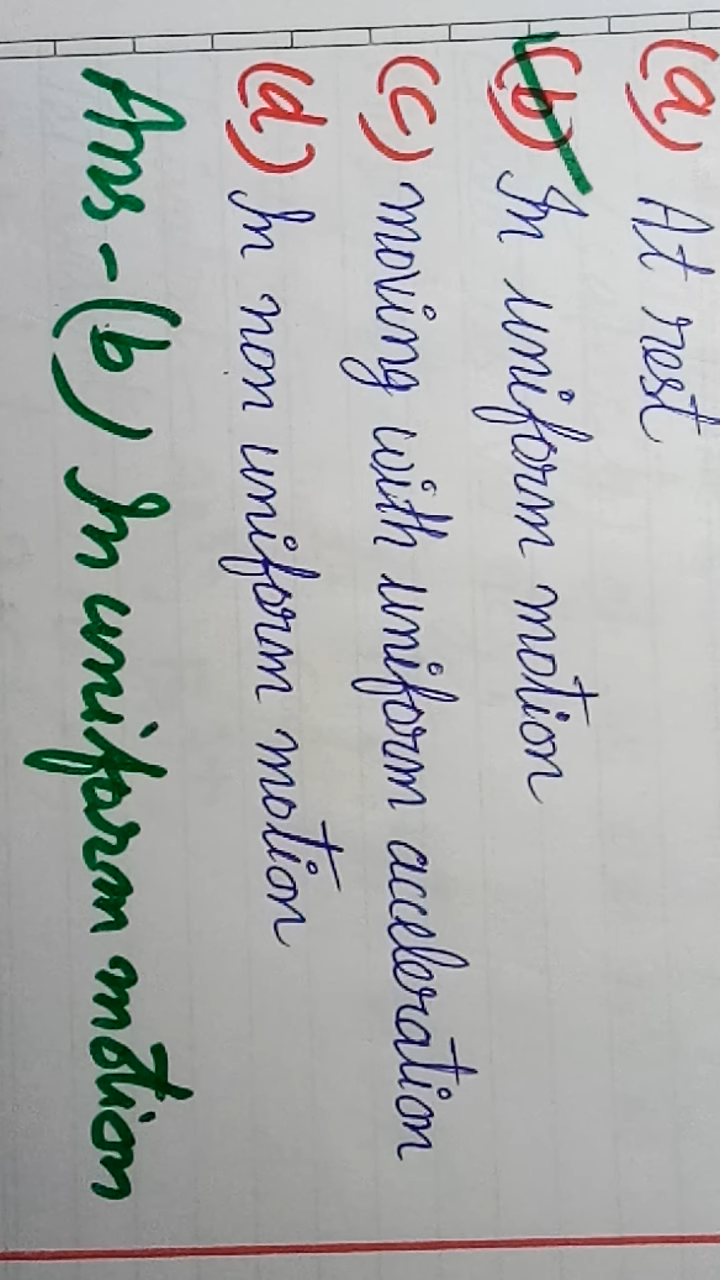 (a) At rest
(b) In uniform motion
(c) moving with uniform acceleration
(d) In non uniform motion
Ans - (b) In uniform motion